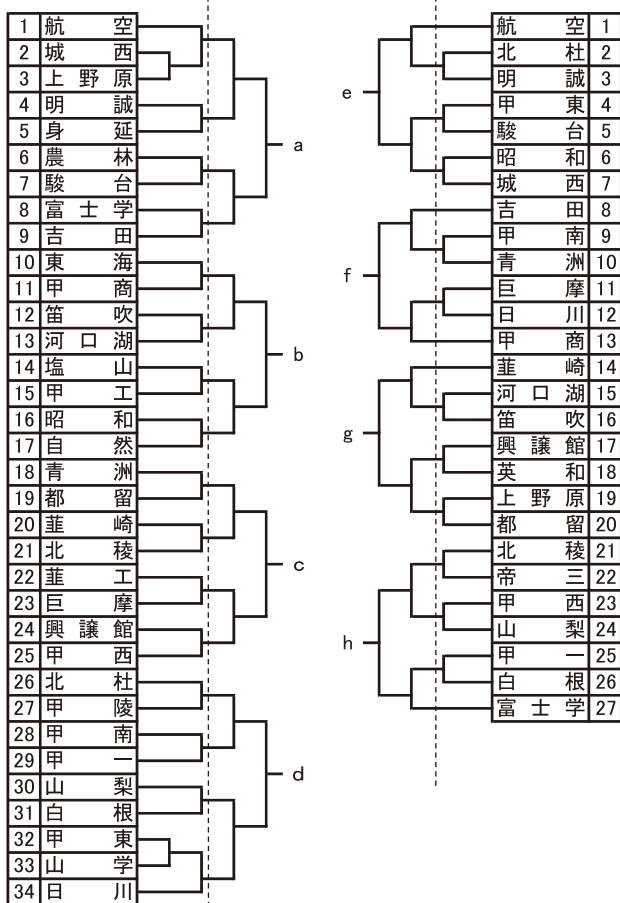 1 航空
2 城西
3 上野原
4 明誠
5 身延
6 農林
7 駿台
8 富士学
9 吉田
10 東海
11 甲商
12 笛吹
13 河口湖
14 塩山
15 甲工
16 昭和
17 自然
18 青洲
19 都留
20 韮崎
21 北稜
22 韮工
23 巨摩
24 興譲館
25 甲西
26 北杜
27 甲陵
28 甲南
29 甲一
30 山梨
31 白根
32 甲東
33 山学
34 日川
a
b
c
d
e
f
g
h
航空 1
北杜 2
明誠 3
甲東 4
駿台 5
昭和 6
城西 7
吉田 8
甲南 9
青洲 10
巨摩 11
日川 12
甲商 13
韮崎 14
河口湖 15
笛吹 16
興譲館 17
英和 18
上野原 19
都留 20
北稜 21
帝三 22
甲西 23
山梨 24
甲一 25
白根 26
富士学 27